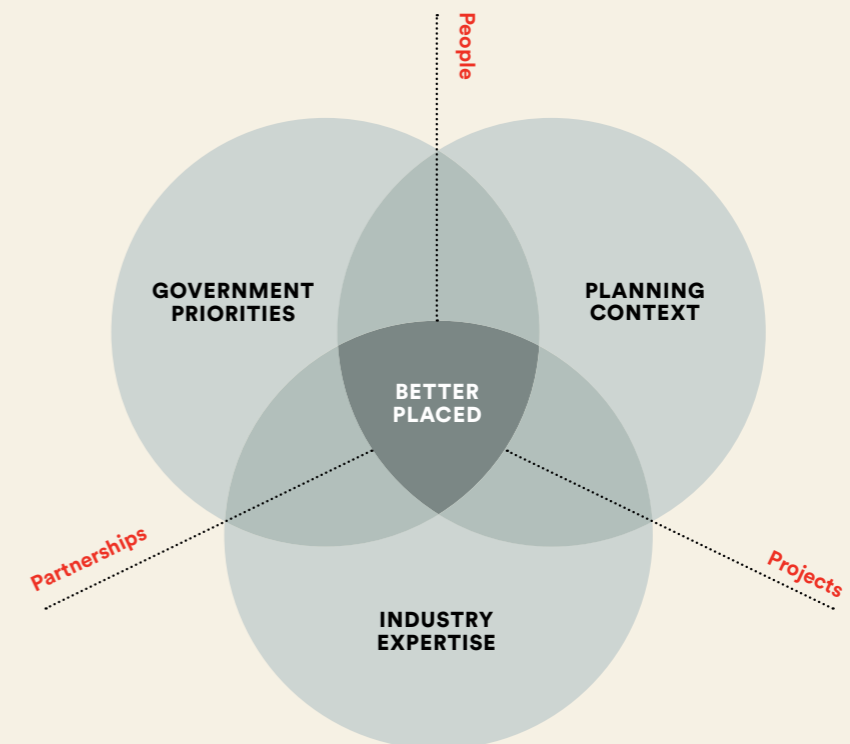 People
GOVERNMENT
PRIORITIES
PLANNING
CONTEXT
BETTER
PLACED
Partnerships
Projects
INDUSTRY
EXPERTISE